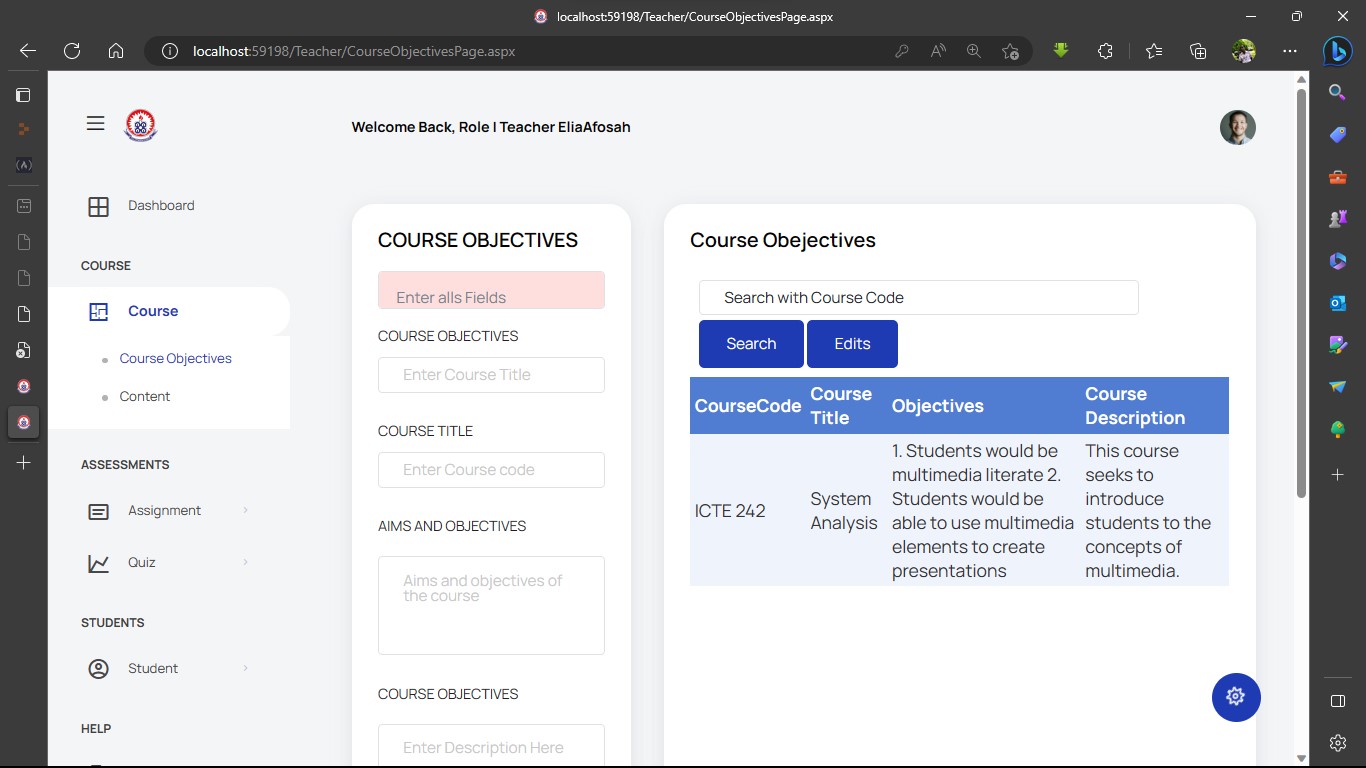 localhost:59198/Teacher/CourseObjectivesPage.aspx
localhost:59198/Teacher/CourseObjectivesPage.aspx
Welcome Back, Role I Teacher EliaAfosah
Dashboard
COURSE
Course
Course Objectives
Content
ASSESSMENTS
Assignment
Quiz
STUDENTS
Student
HELP
COURSE OBJECTIVES
Enter alls Fields
COURSE OBJECTIVES
Enter Course Title
COURSE TITLE
Enter Course code
AIMS AND OBJECTIVES
Aims and objectives of
the course
COURSE OBJECTIVES
Enter Description Here
Course Obejectives
Search with Course Code
Search Edits
CourseCode
Course
Title
Objectives
Course
Description
ICTE 242
System
Analysis
1. Students would be
multimedia literate 2.
Students would be
able to use multimedia
elements to create
presentations
This course
seeks to
introduce
students to the
concepts of
multimedia.